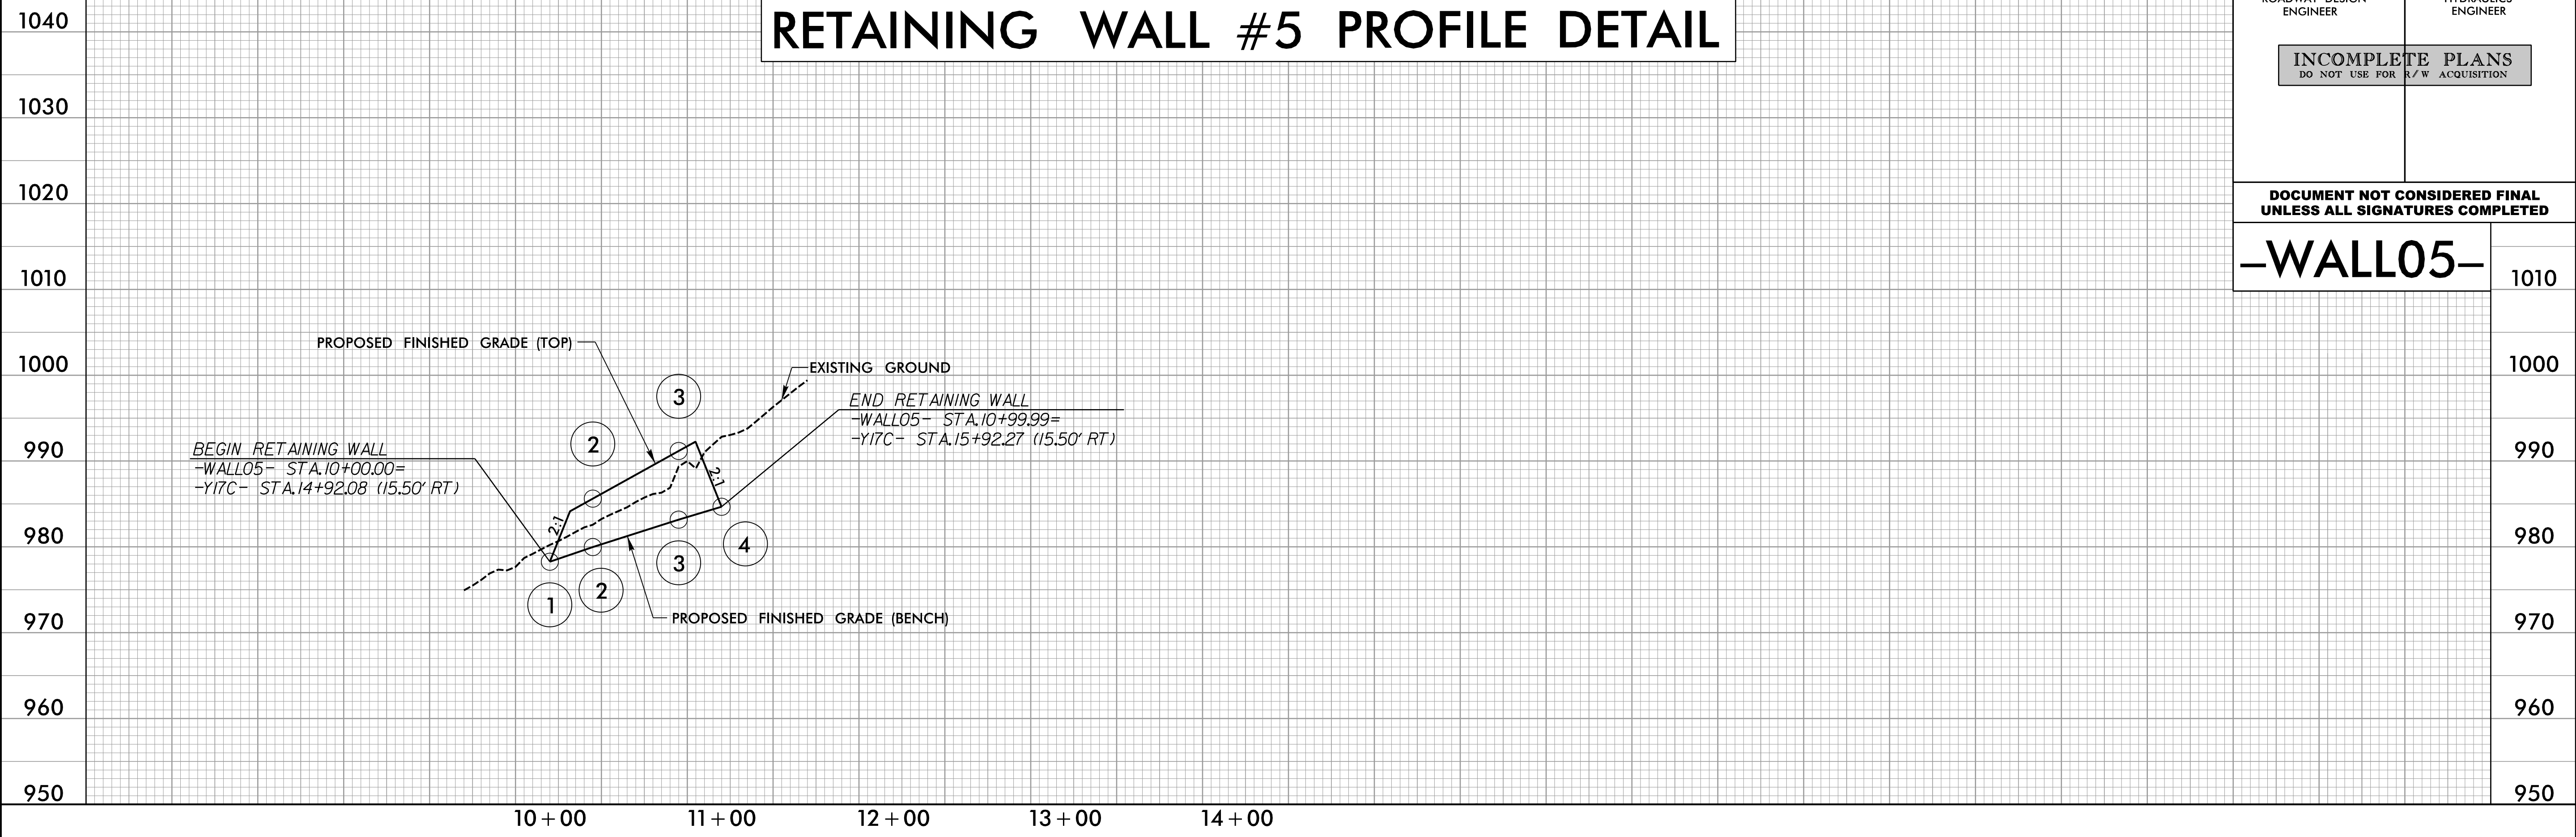 1040
RETAINING WALL #5 PROFILE DETAIL
ROADWAY DESIGN
ENGINEER
HYDRAULICS
ENGINEER
INCOMPLETE PLANS
DO NOT USE FOR R/W ACQUISITION
1030
1020
DOCUMENT NOT CONSIDERED FINAL
UNLESS ALL SIGNATURES COMPLETED
-WALL05-
1010
1010
PROPOSED FINISHED GRADE (TOP)
1000
EXISTING GROUND
1000
3
END RETAINING WALL
-WALL05- STA.10+99.99=
-Y17C- STA.15+92.27 (15.50' RT)
2
990
BEGIN RETAINING WALL
-WALL05- STA.10+00.00=
-Y17C- STA.14+92.08 (15.50' RT)
990
2:1
2:1
980
980
4
3
2
1
970
PROPOSED FINISHED GRADE (BENCH)
970
960
960
950
950
10+00
11+00
12+00
13+00
14+00